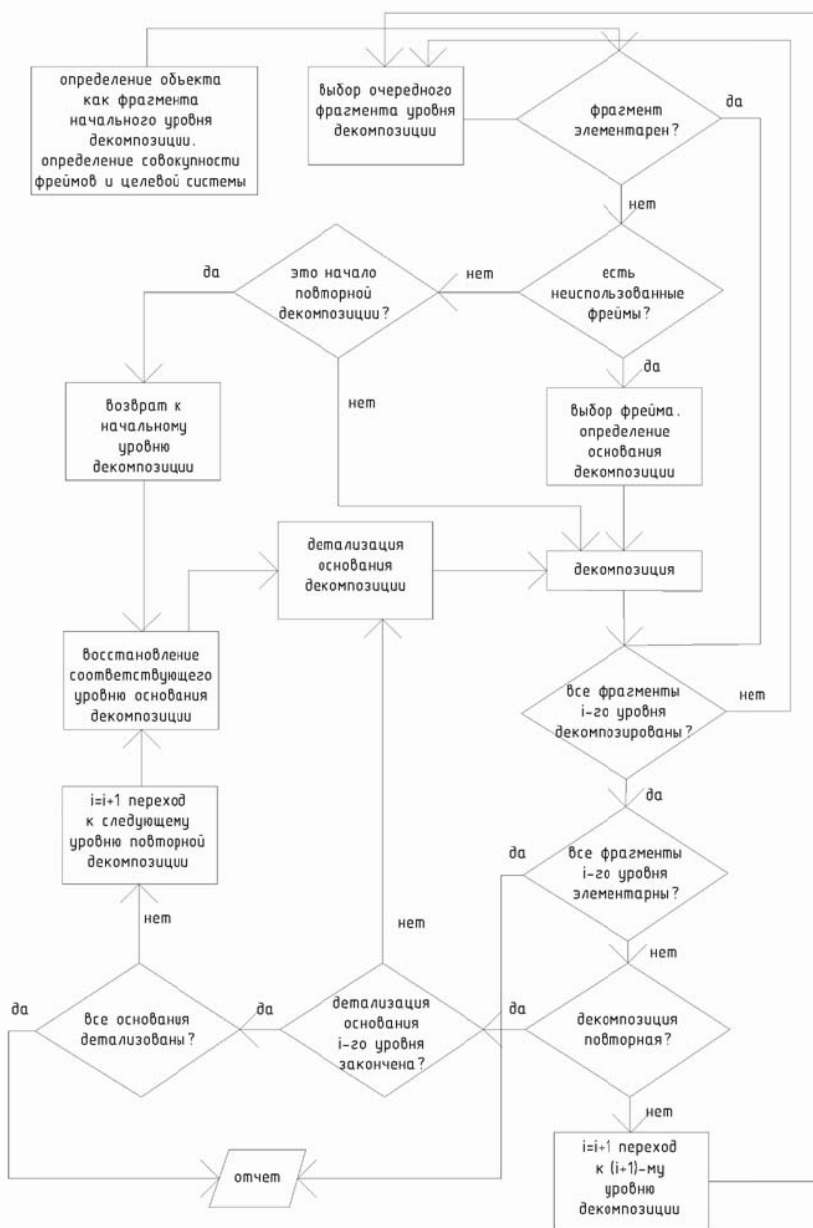 определение объекта
как фрагмента
начального уровня
декомпозиции.
определение совокупности
фреймов и целевой системы
выбор очередного
фрагмента уровня
декомпозиции
фрагмент
элементарен?
да
нет
есть
неиспользованные
фреймы?
нет
это начало
повторной
декомпозиции?
да
да
нет
возврат к
начальному
уровню
декомпозиции
выбор фрейма.
определение
основания
декомпозиции
детализация
основания
декомпозиции
декомпозиция
восстановление
соответствующего
уровню основания
декомпозиции
все фрагменты
i-го уровня
декомпозированы?
нет
да
i=i+1 переход
к следующему
уровню повторной
декомпозиции
да
все фрагменты
i-го уровня
элементарны?
нет
нет
нет
да
все основания
детализованы?
да
детализация
основания
i-го уровня
закончена?
да
декомпозиция
повторная?
нет
отчет
i=i+1 переход
к (i+1)-му
уровню
декомпозиции